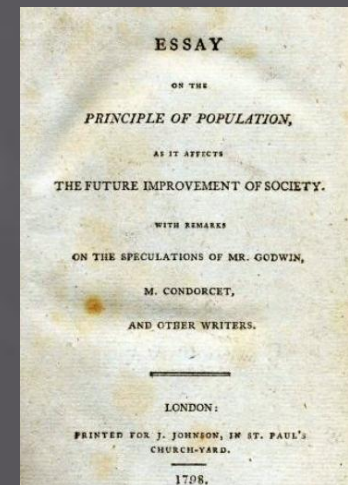 ESSAY
ON THE
PRINCIPLE OF POPULATION,
AS IT AFFECTS
THE FUTURE IMPROVEMENT OF SOCIETY.
WITH REMARKS
ON THE SPECULATIONS OF MR. GODWIN,
M. CONDORCET,
AND OTHER WRITERS.
LONDON:
PRINTED FOR J. JOHNSON, IN ST. PAUL'S
CHURCH-YARD.
1798.